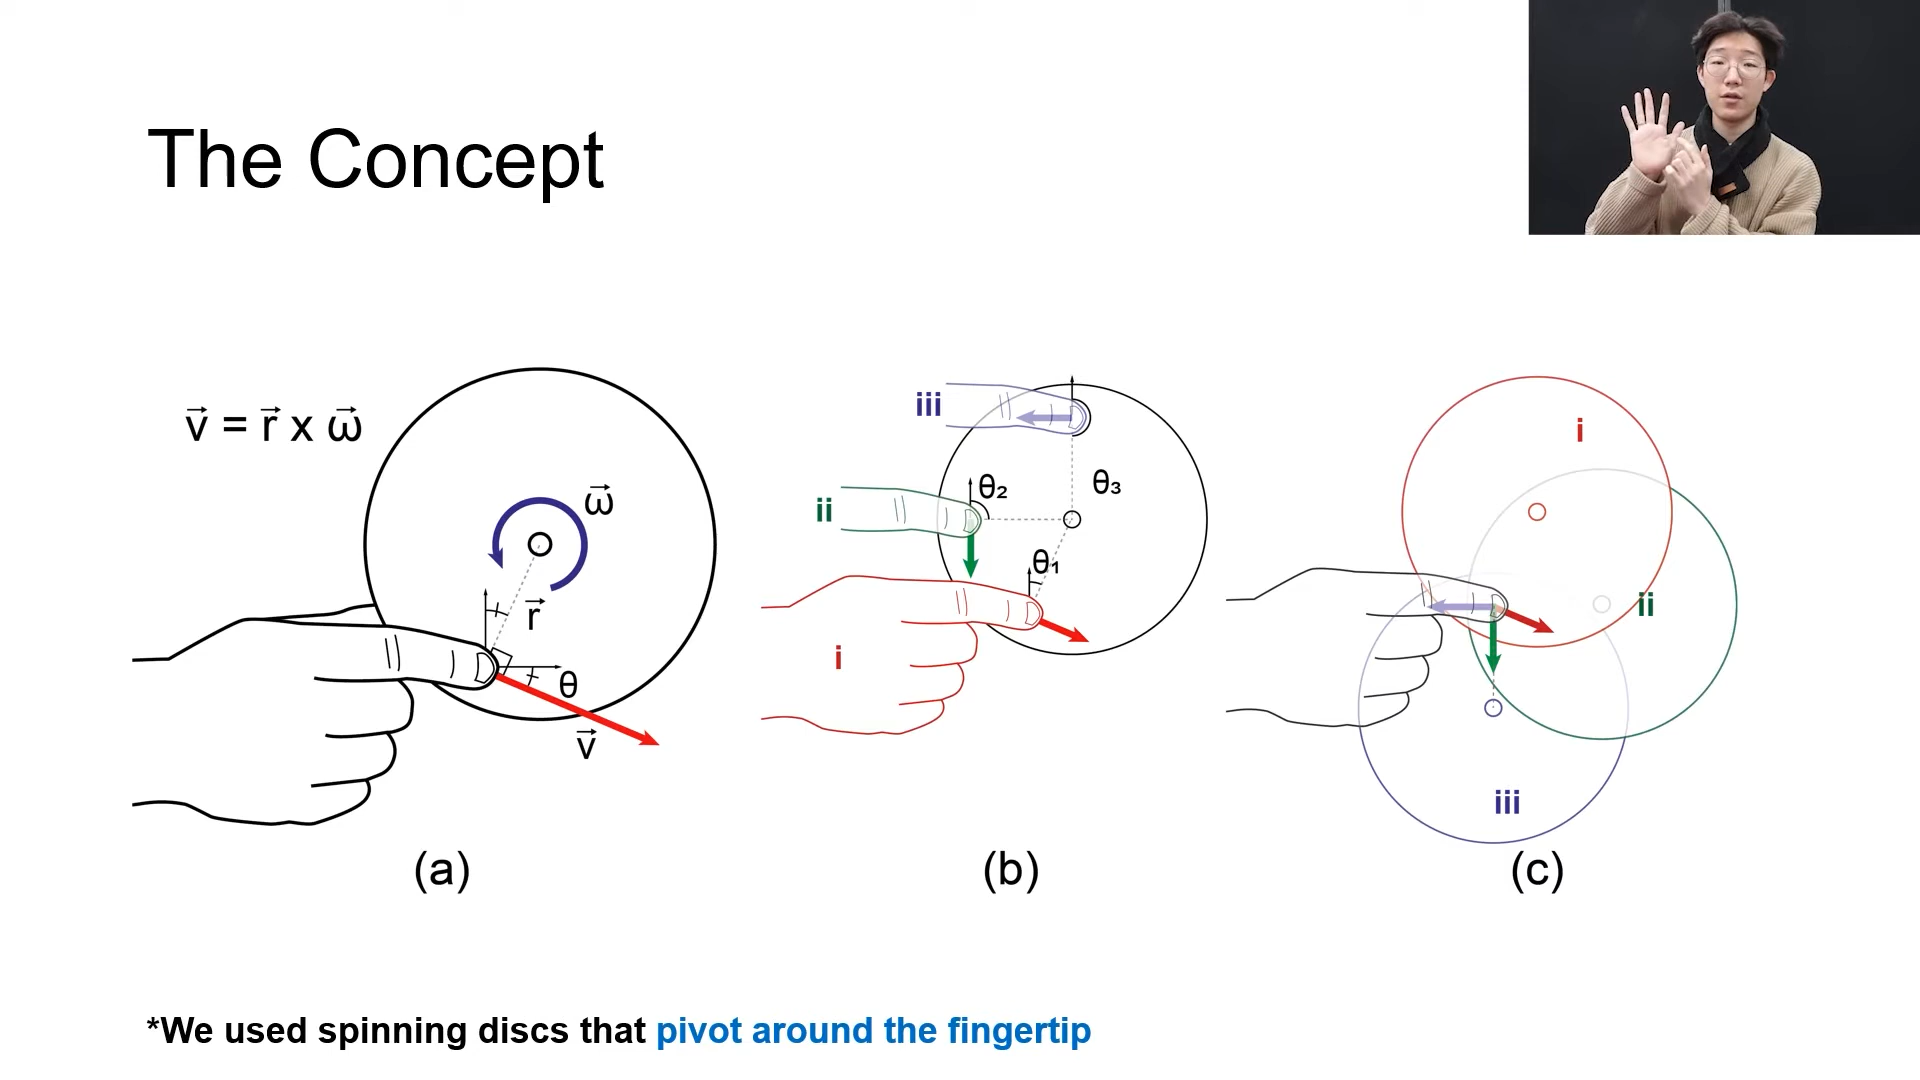 The Concept
v⃗ = r⃗ x ω⃗
ω⃗
r⃗
θ
v⃗
(a)
iii
ii
i
θ₂
θ₃
θ₁
(b)
i
ii
iii
(c)
*We used spinning discs that pivot around the fingertip